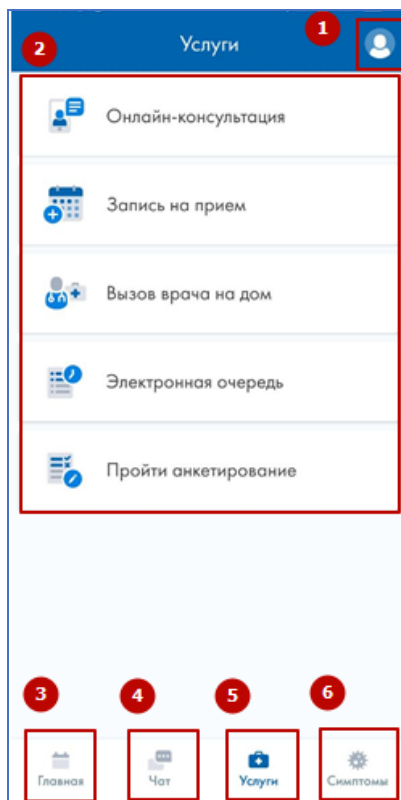 1
2
Услуги
Онлайн-консультация
Запись на прием
Вызов врача на дом
Электронная очередь
Пройти анкетирование
3
4
5
6
Главная
Чат
Услуги
Симптомы